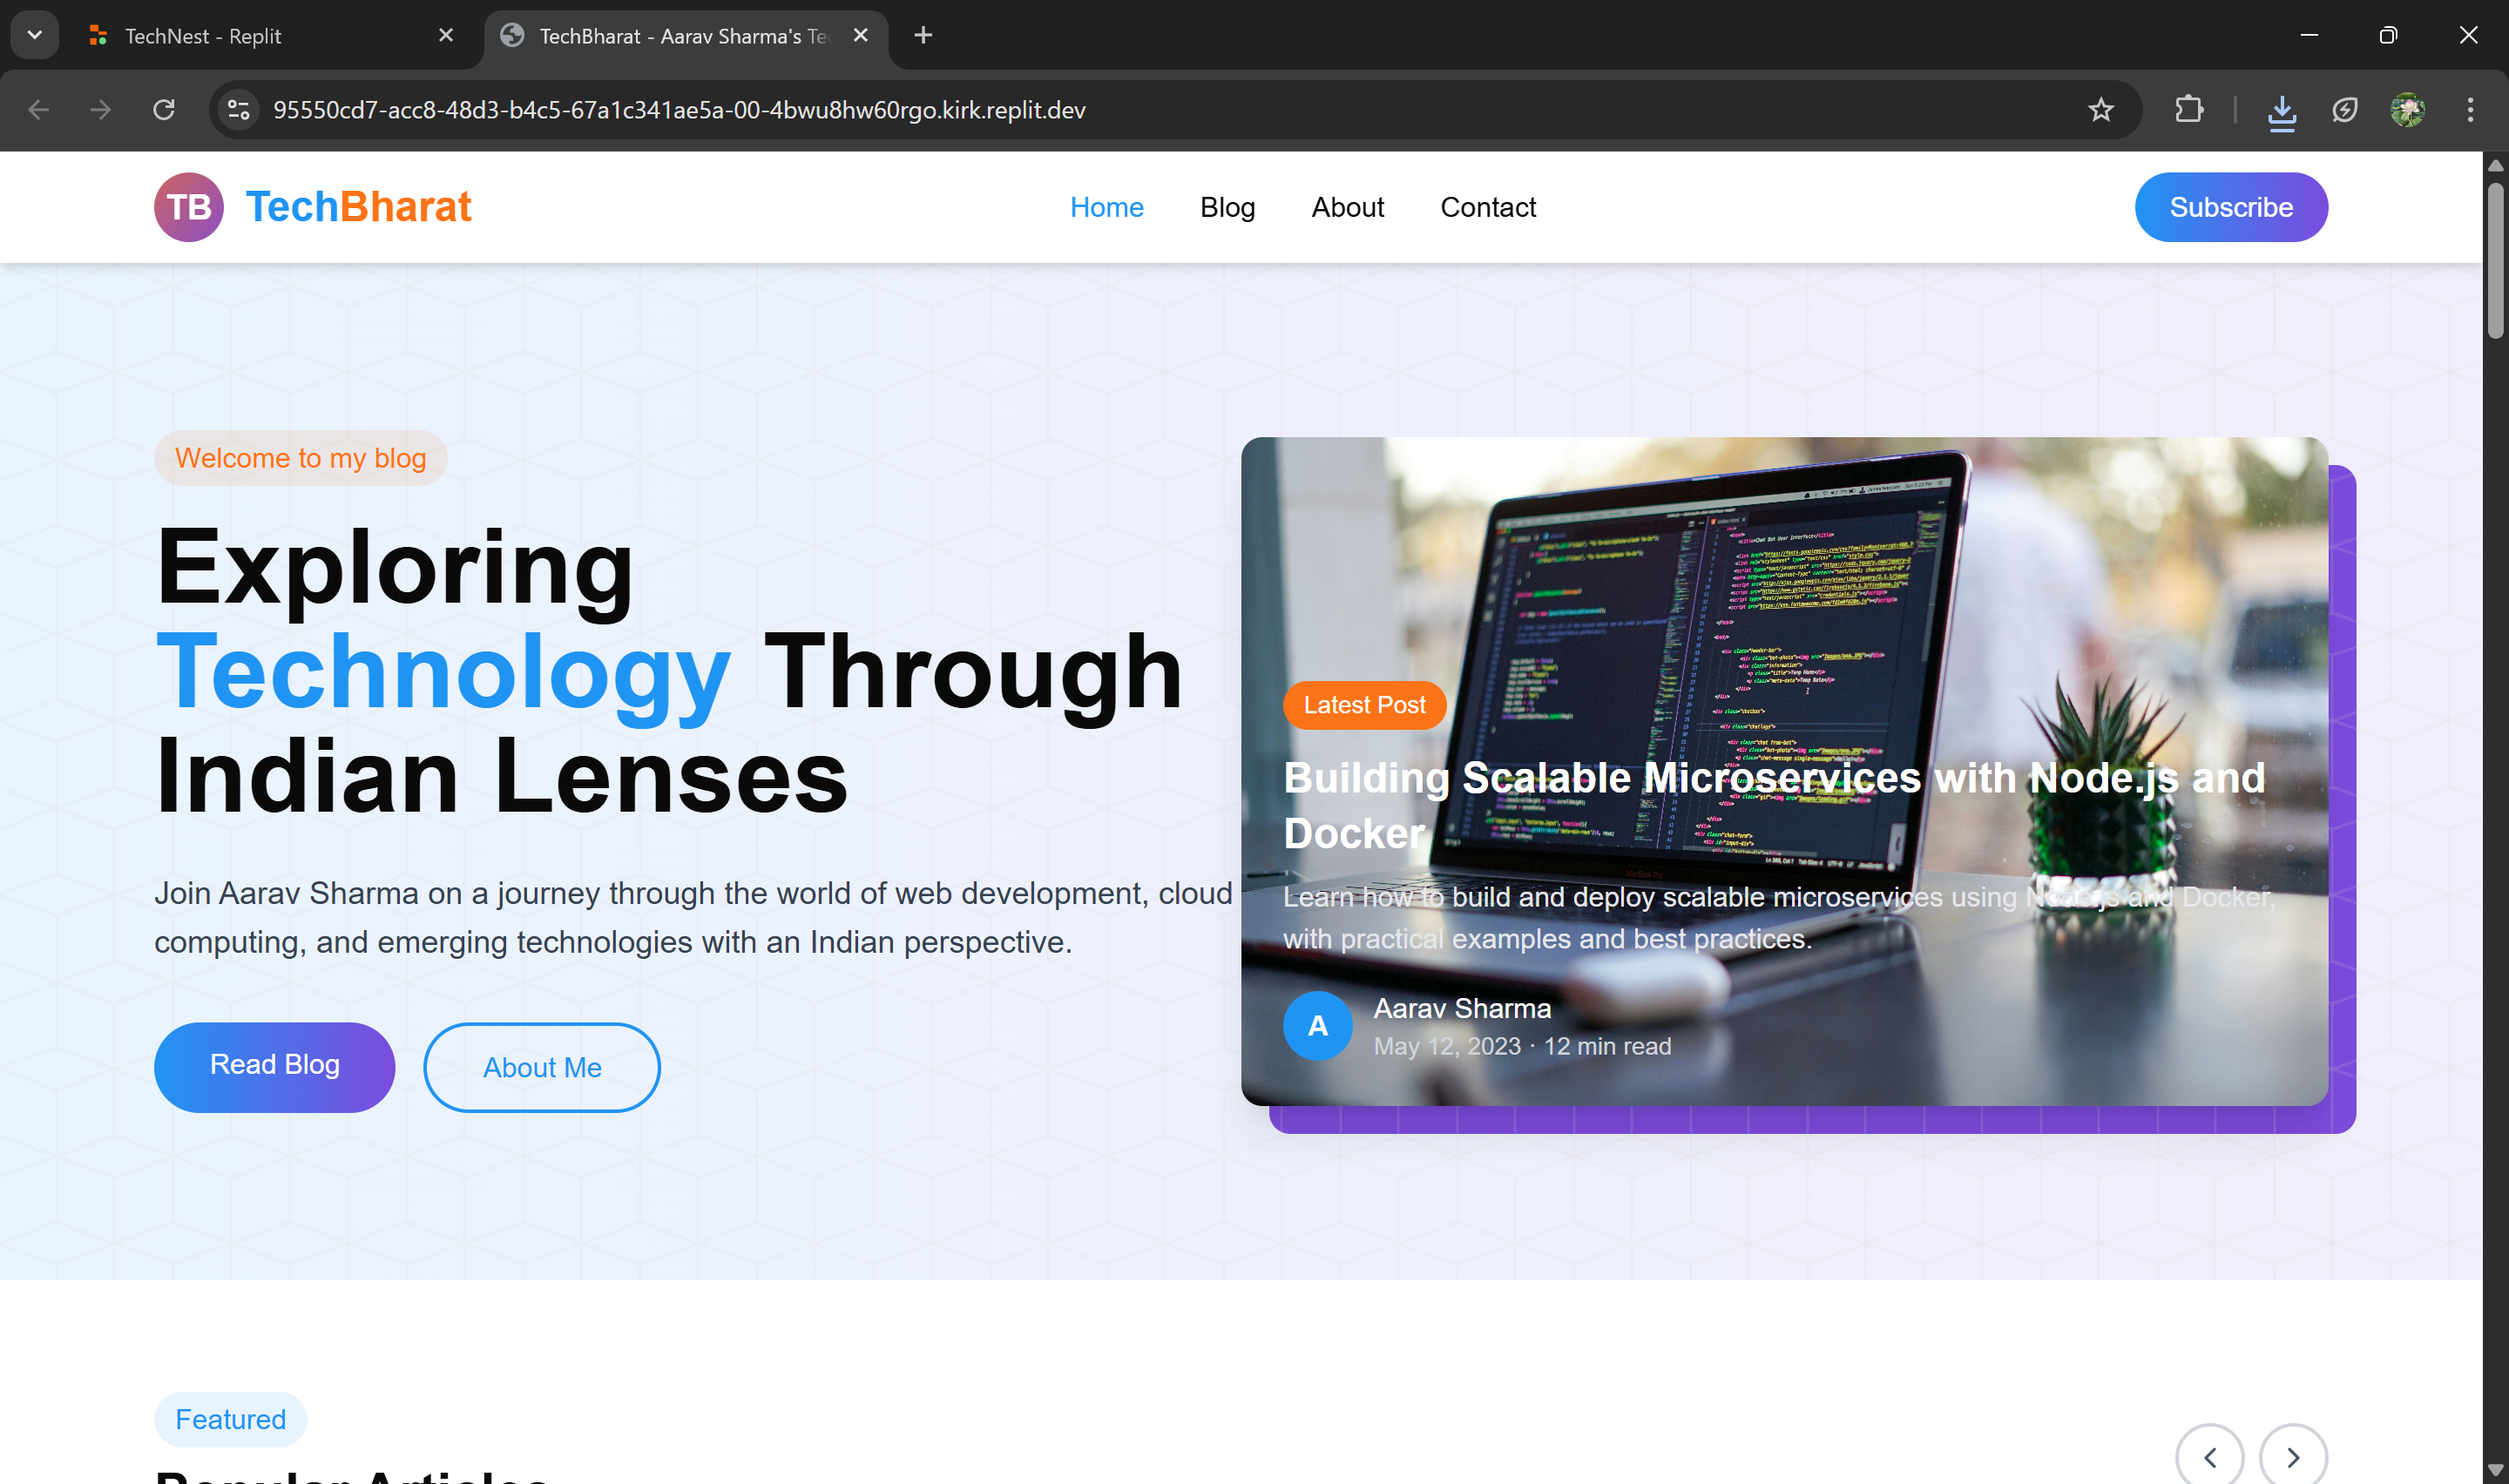 TechNest - Replit
TechBharat - Aarav Sharma's Te
95550cd7-acc8-48d3-b4c5-67a1c341ae5a-00-4bwu8hw60rgo.kirk.replit.dev
TB TechBharat
Home Blog About Contact
Subscribe
Welcome to my blog
Exploring
Technology Through
Indian Lenses
Join Aarav Sharma on a journey through the world of web development, cloud
computing, and emerging technologies with an Indian perspective.
Read Blog
About Me
Latest Post
Building Scalable Microservices with Node.js and
Docker
Learn how to build and deploy scalable microservices using Node.js and Docker,
with practical examples and best practices.
A
Aarav Sharma
May 12, 2023 · 12 min read
Featured
Popular Articles